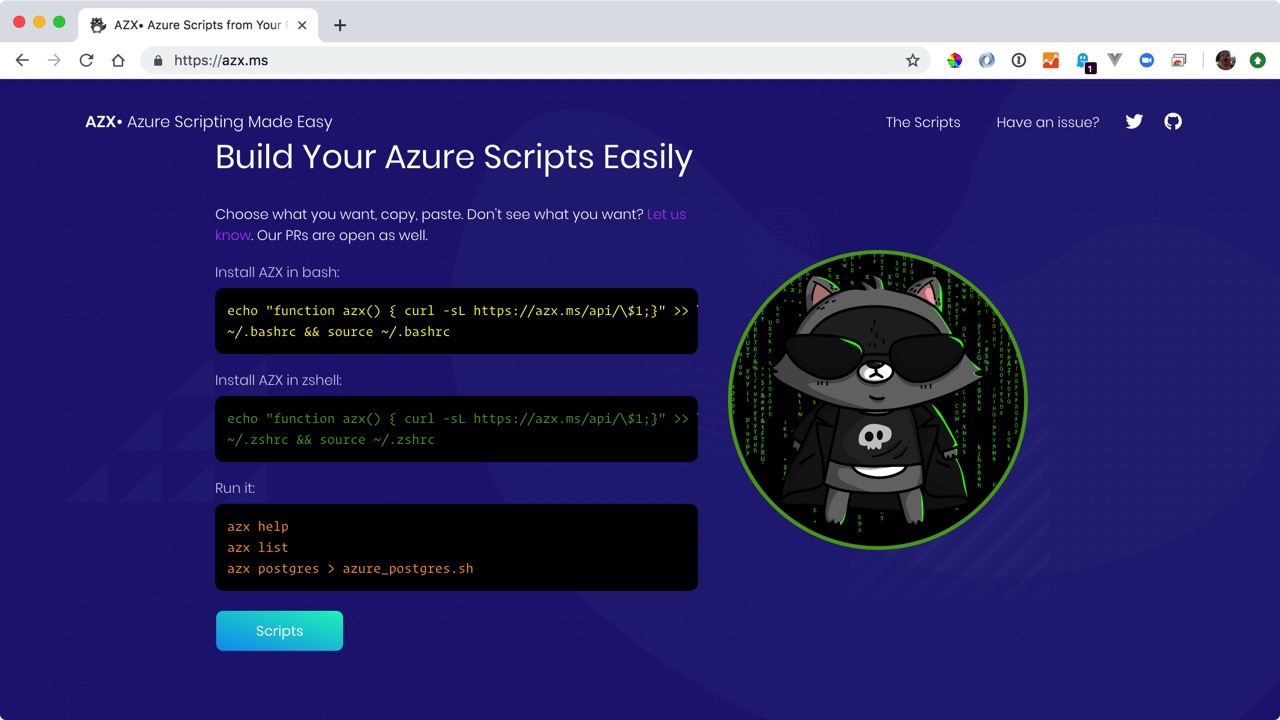 AZX• Azure Scripts from Your
https://azx.ms
1
AZX• Azure Scripting Made Easy
The Scripts
Have an issue?
Build Your Azure Scripts Easily
Choose what you want, copy, paste. Don't see what you want? Let us
know. Our PRs are open as well.
Install AZX in bash:
echo "function azx() { curl -sL https://azx.ms/api/\$1;}" >>
~/.bashrc && source ~/.bashrc
Install AZX in zshell:
echo "function azx() { curl -sL https://azx.ms/api/\$1;}" >>
~/.zshrc && source ~/.zshrc
Run it:
azx help
azx list
azx postgres > azure_postgres.sh
Scripts